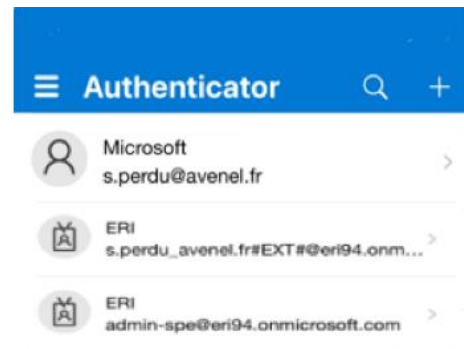 Authenticator
Microsoft
s.perdu@avenel.fr
ERI
s.perdu_avenel.fr#EXT#@eri94.onm...
ERI
admin-spe@eri94.onmicrosoft.com